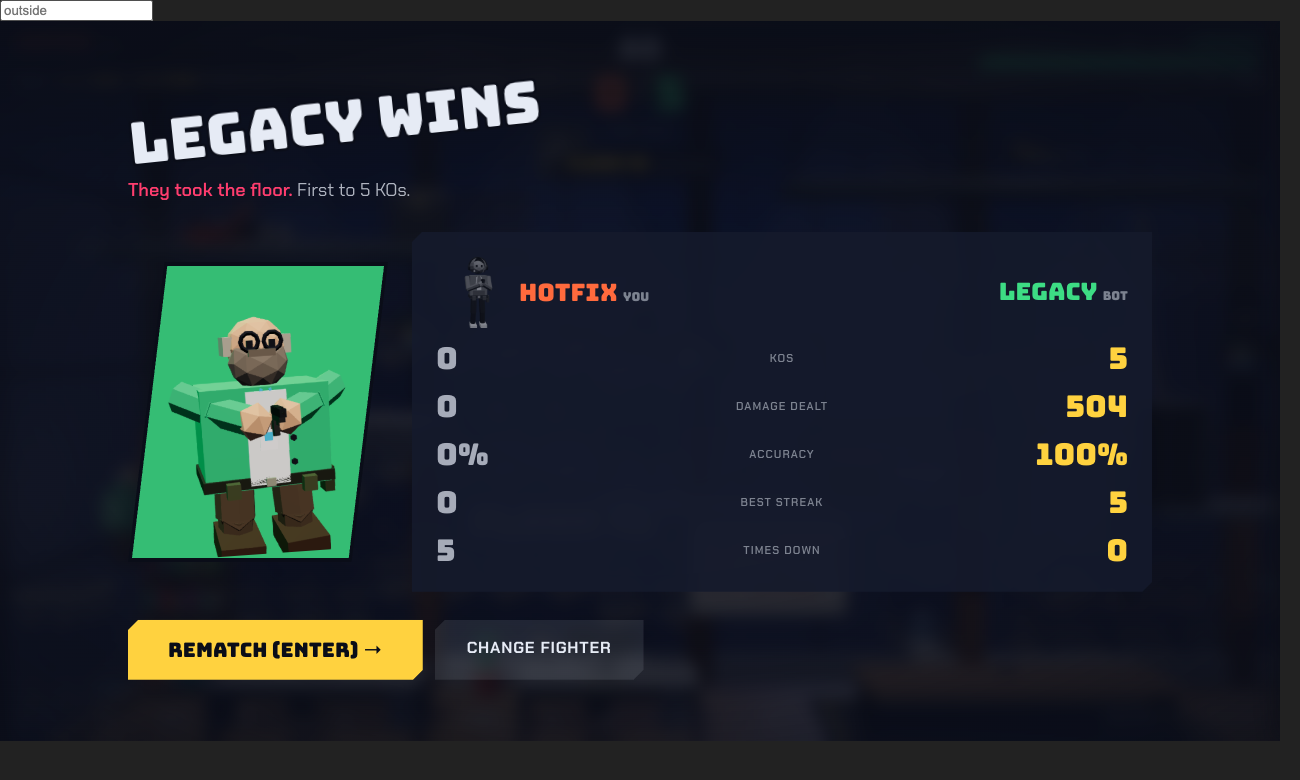 outside
LEGACY WINS
They took the floor. First to 5 KOs.
HOTFIX YOU
LEGACY BOT
0 KOS 5
0 DAMAGE DEALT 504
0% ACCURACY 100%
0 BEST STREAK 5
5 TIMES DOWN 0
REMATCH (ENTER) →
CHANGE FIGHTER